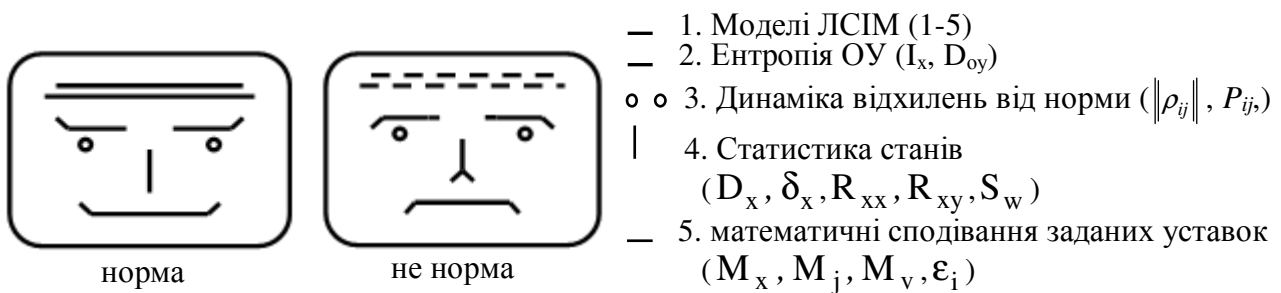 1. Моделі ЛСІМ (1-5)
2. Ентропія ОУ (Iₓ, Dₒᵧ)
3. Динаміка відхилень від норми (‖ρᵢⱼ‖, Pᵢⱼ,)
4. Статистика станів
(Dₓ, δₓ, Rₓₓ, Rₓᵧ, S_w)
5. математичні сподівання заданих уставок
(Mₓ, Mⱼ, Mᵥ, εᵢ)
норма
не норма